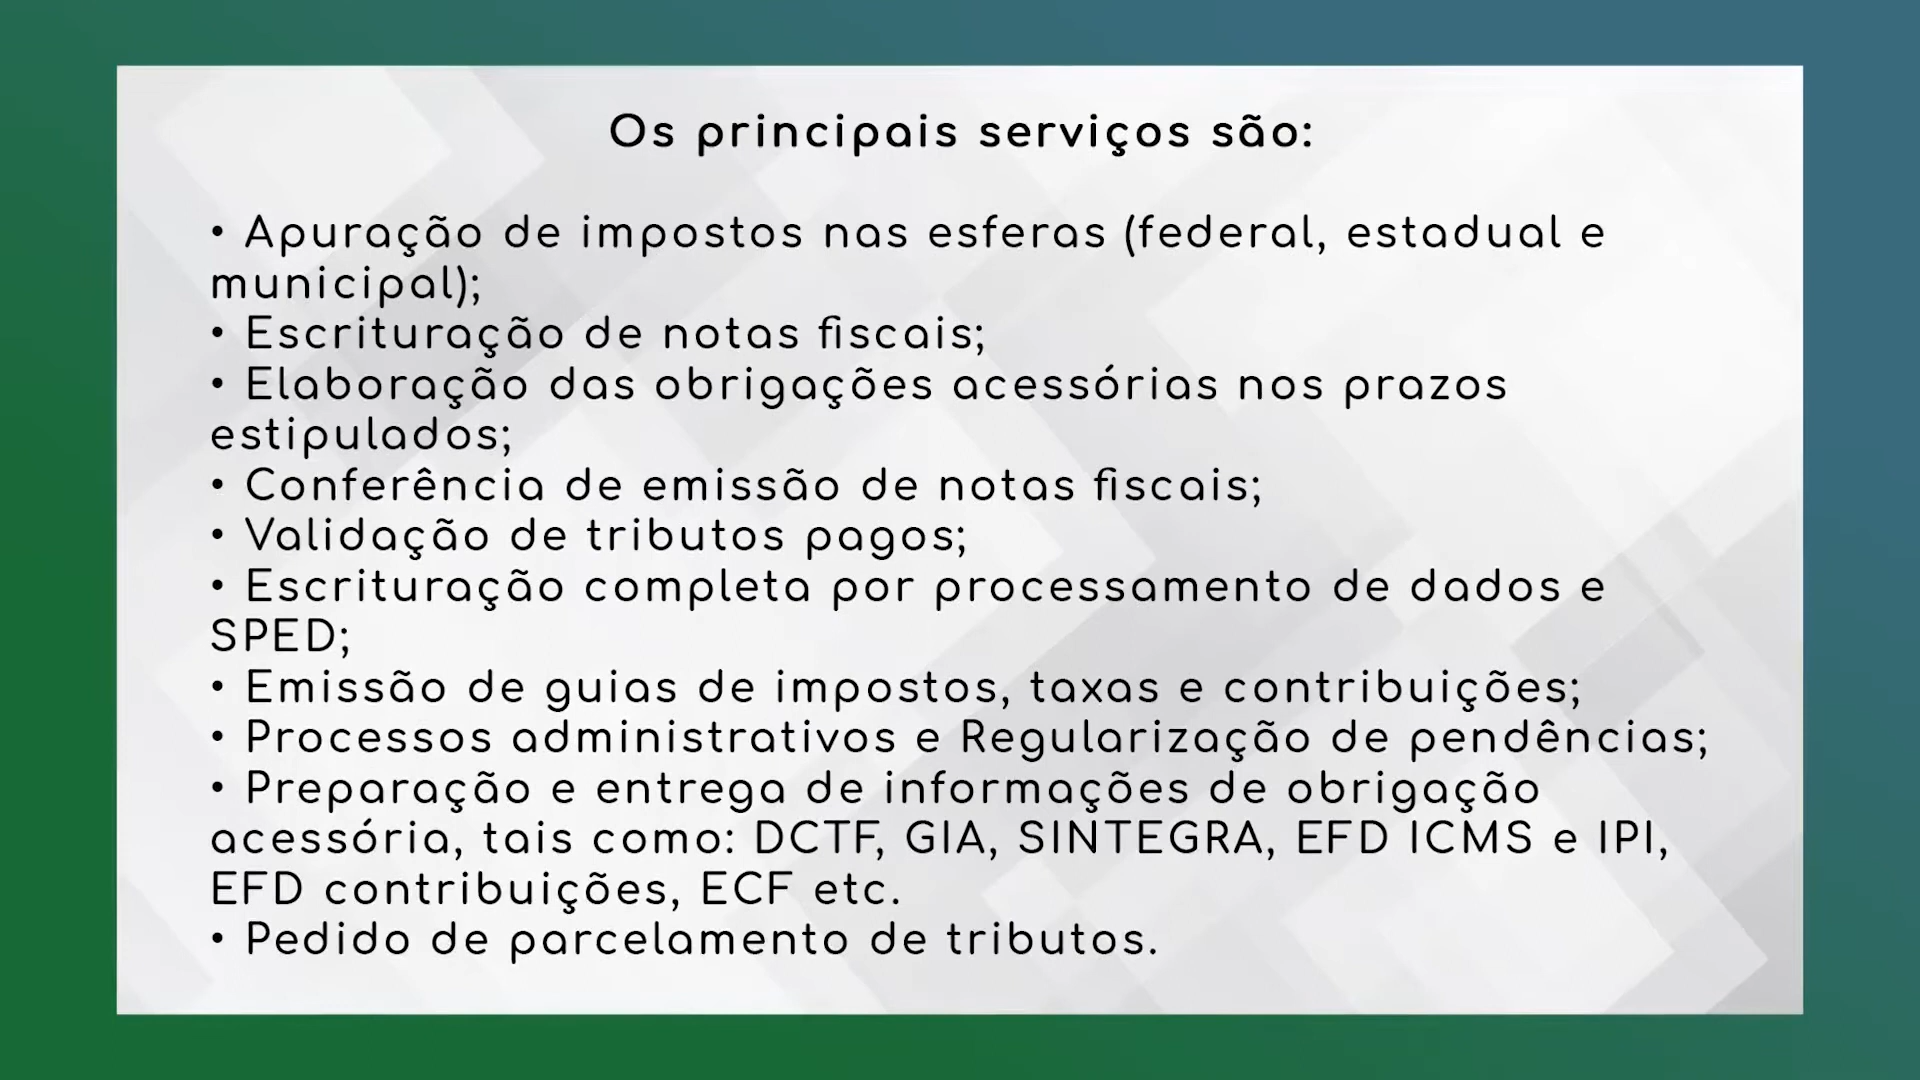 Os principais serviços são:
• Apuração de impostos nas esferas (federal, estadual e
municipal);
• Escrituração de notas fiscais;
• Elaboração das obrigações acessórias nos prazos
estipulados;
• Conferência de emissão de notas fiscais;
• Validação de tributos pagos;
• Escrituração completa por processamento de dados e
SPED;
• Emissão de guias de impostos, taxas e contribuições;
• Processos administrativos e Regularização de pendências;
• Preparação e entrega de informações de obrigação
acessória, tais como: DCTF, GIA, SINTEGRA, EFD ICMS e IPI,
EFD contribuições, ECF etc.
• Pedido de parcelamento de tributos.